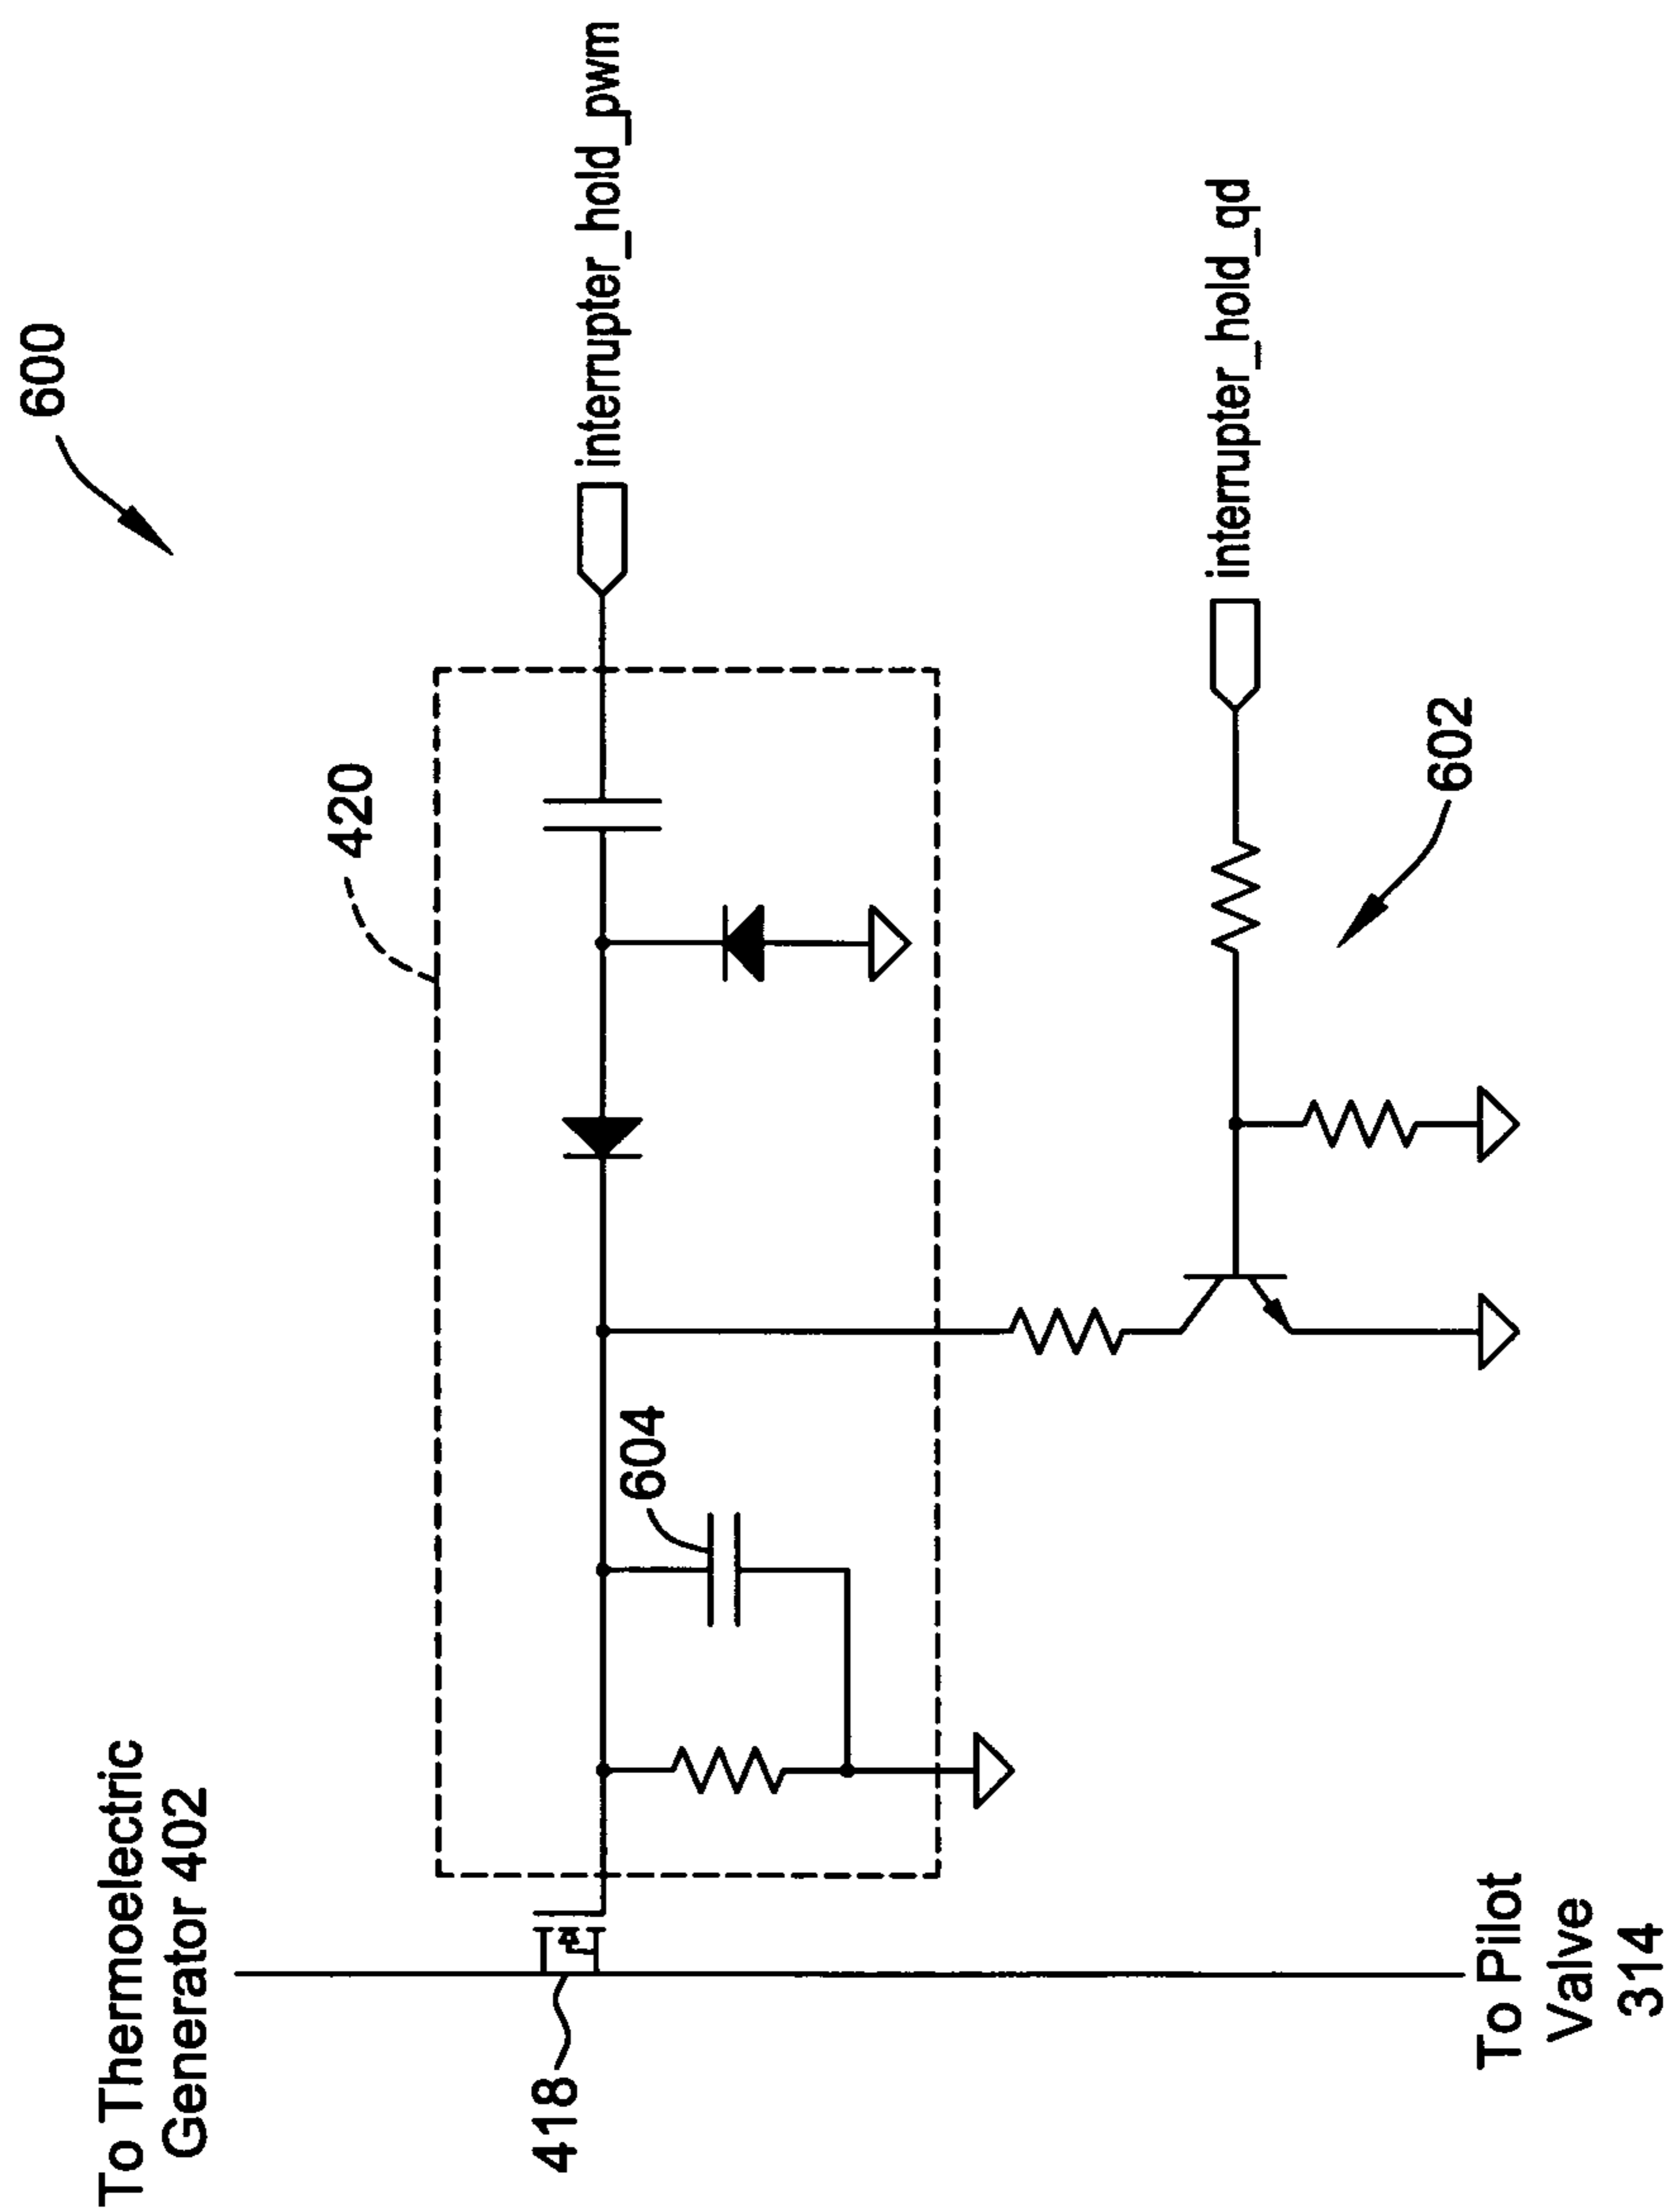 600
interrupter_hold_pwm
420
interrupter_hold_qd
602
604
To Thermoelectric
Generator 402
418
To Pilot
Valve
314